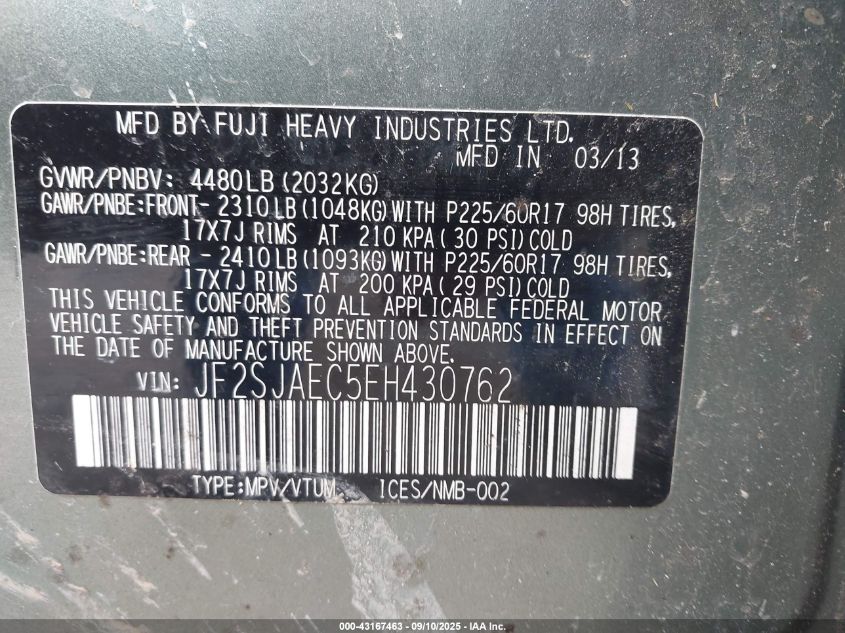 MFD BY FUJI HEAVY INDUSTRIES LTD.
MFD IN 03/13
GVWR/PNBV: 4480LB(2032KG)
GAWR/PNBE:FRONT- 2310LB(1048KG)WITH P225/60R17 98H TIRES,
17X7J RIMS AT 210 KPA(30 PSI)COLD
GAWR/PNBE:REAR - 2410LB(1093KG)WITH P225/60R17 98H TIRES,
17X7J RIMS AT 200 KPA(29 PSI)COLD
THIS VEHICLE CONFORMS TO ALL APPLICABLE FEDERAL MOTOR
VEHICLE SAFETY AND THEFT PREVENTION STANDARDS IN EFFECT ON
THE DATE OF MANUFACTURE SHOWN ABOVE.
VIN: JF2SJAEC5EH430762
TYPE:MPV/VTUM ICES/NMB-002
000-43167463 - 09/10/2025 - IAA Inc.